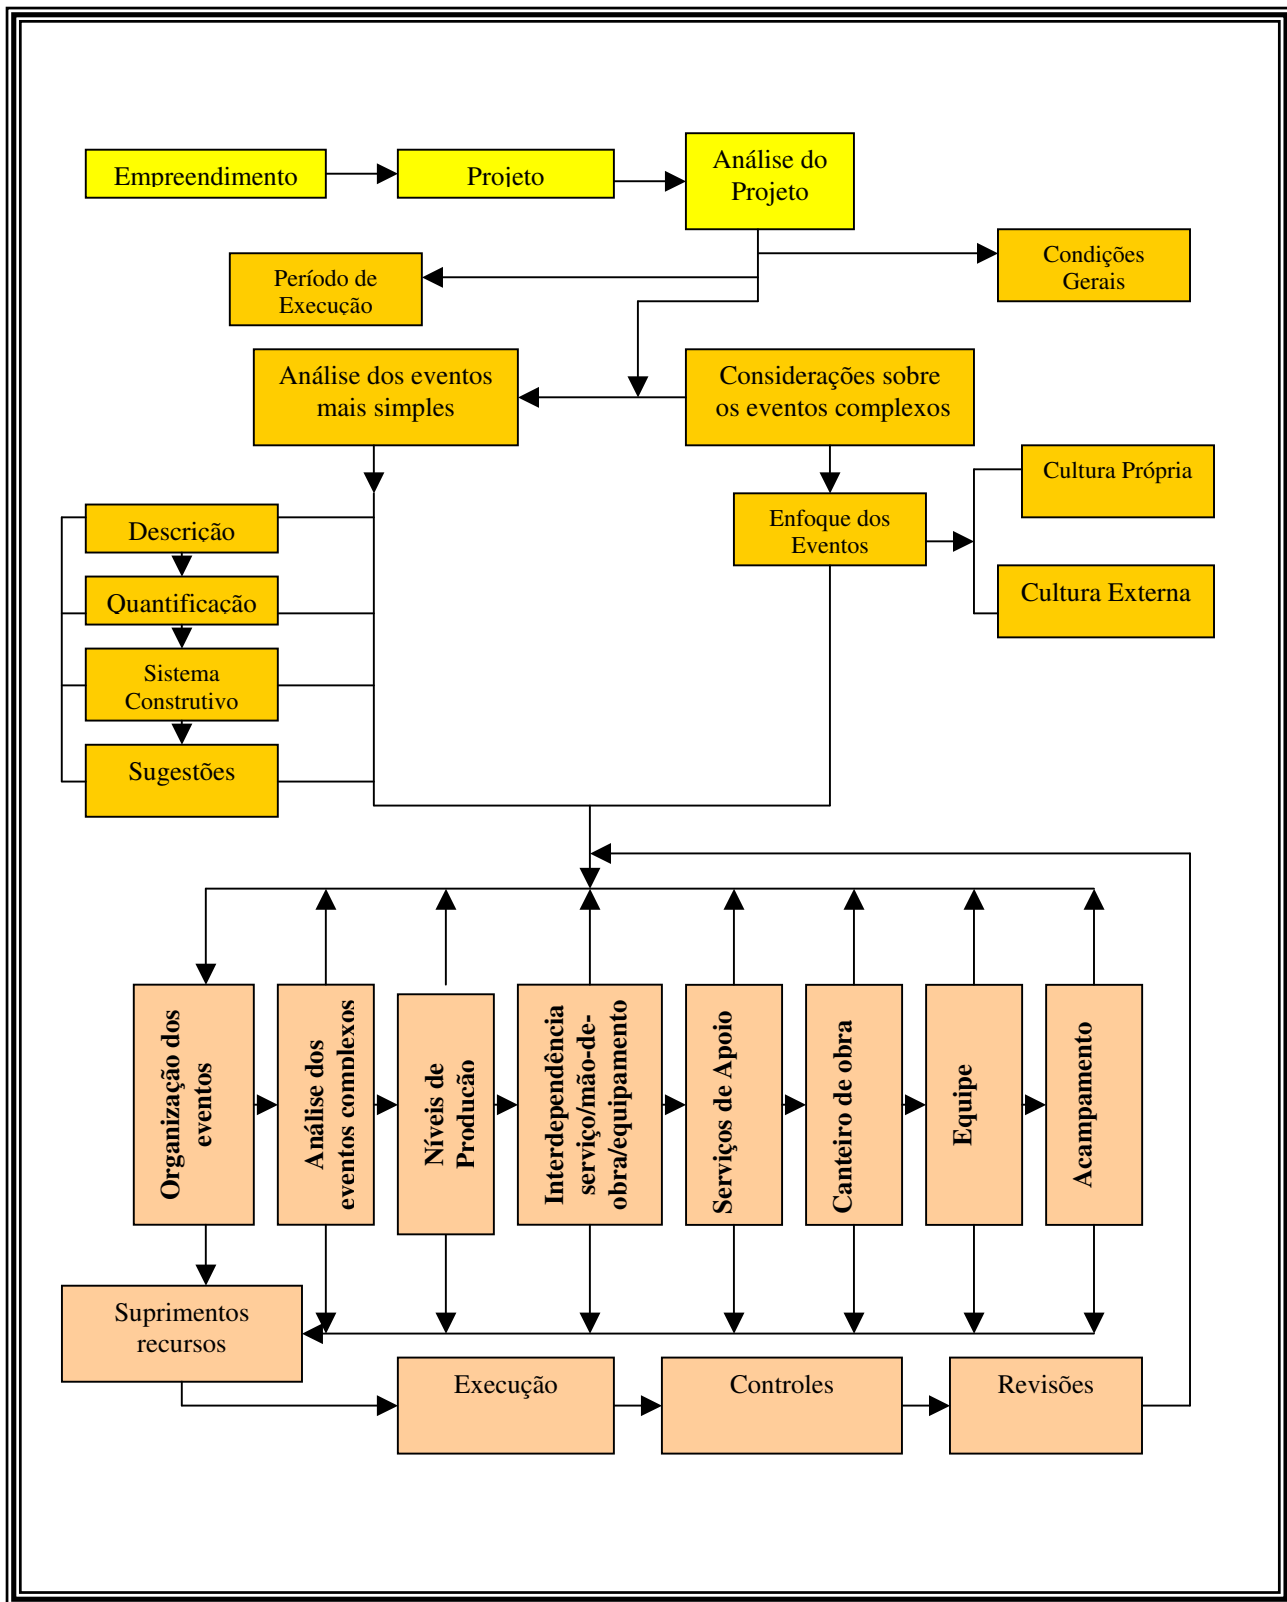 Empreendimento
Projeto
Análise do
Projeto
Condições
Gerais
Período de
Execução
Análise dos eventos
mais simples
Considerações sobre
os eventos complexos
Cultura Própria
Enfoque dos
Eventos
Cultura Externa
Descrição
Quantificação
Sistema
Construtivo
Sugestões
Organização dos
eventos
Análise dos
eventos complexos
Níveis de
Produção
Interdependência
serviço/mão-de-
obra/equipamento
Serviços de Apoio
Canteiro de obra
Equipe
Acampamento
Suprimentos
recursos
Execução
Controles
Revisões